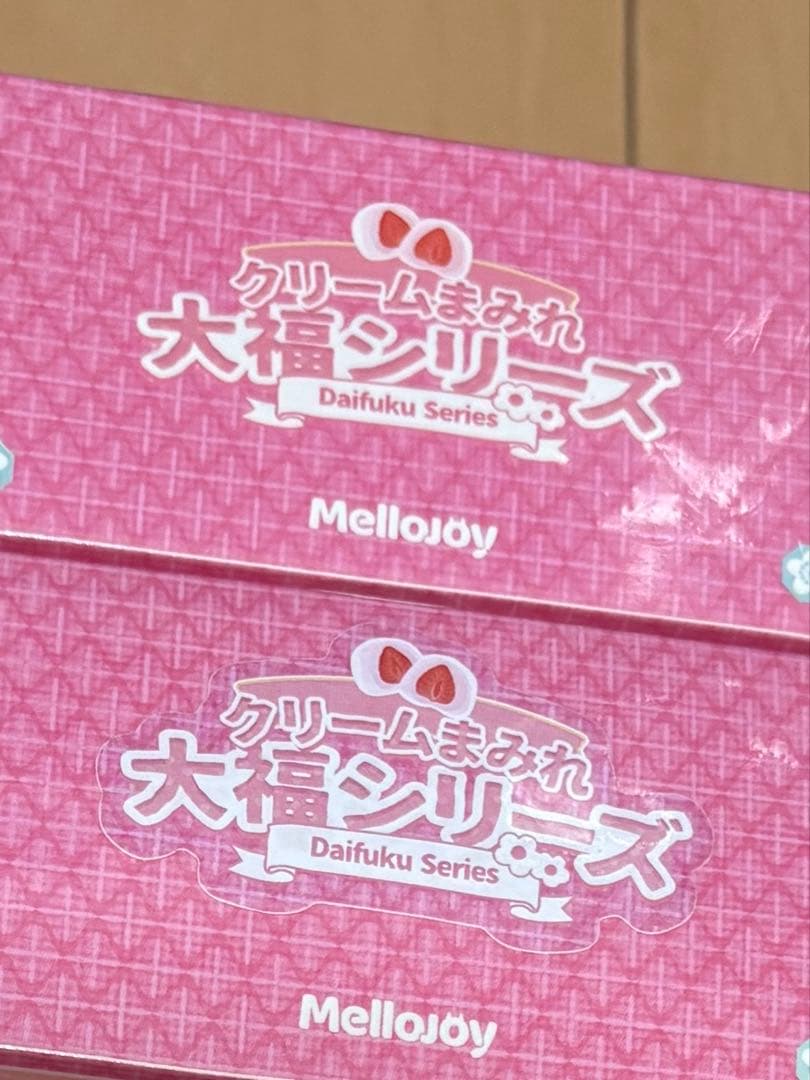 クリームまみれ
大福シリーズ
Daifuku Series
MelloJoy
クリームまみれ
大福シリーズ
Daifuku Series
MelloJoy